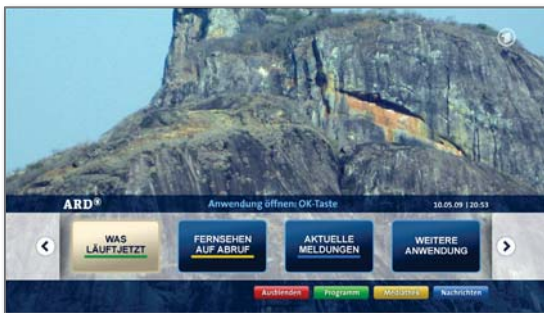 ARD
Anwendung öffnen: OK-Taste
10.05.09 | 20:53
WAS
LÄUFTJETZT
FERNSEHEN
AUF ABRUF
AKTUELLE
MELDUNGEN
WEITERE
ANWENDUNG
Ausblenden
Programm
Mediathek
Nachrichten